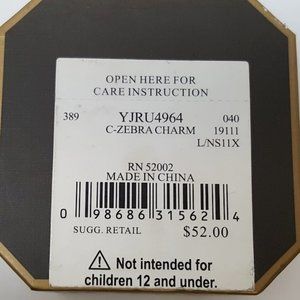 OPEN HERE FOR
CARE INSTRUCTION
389 YJRU4964 040
C-ZEBRA CHARM 19111
L/NS11X
RN 52002
MADE IN CHINA
0 98686 31562 4
SUGG. RETAIL $52.00
Not intended for
children 12 and under.